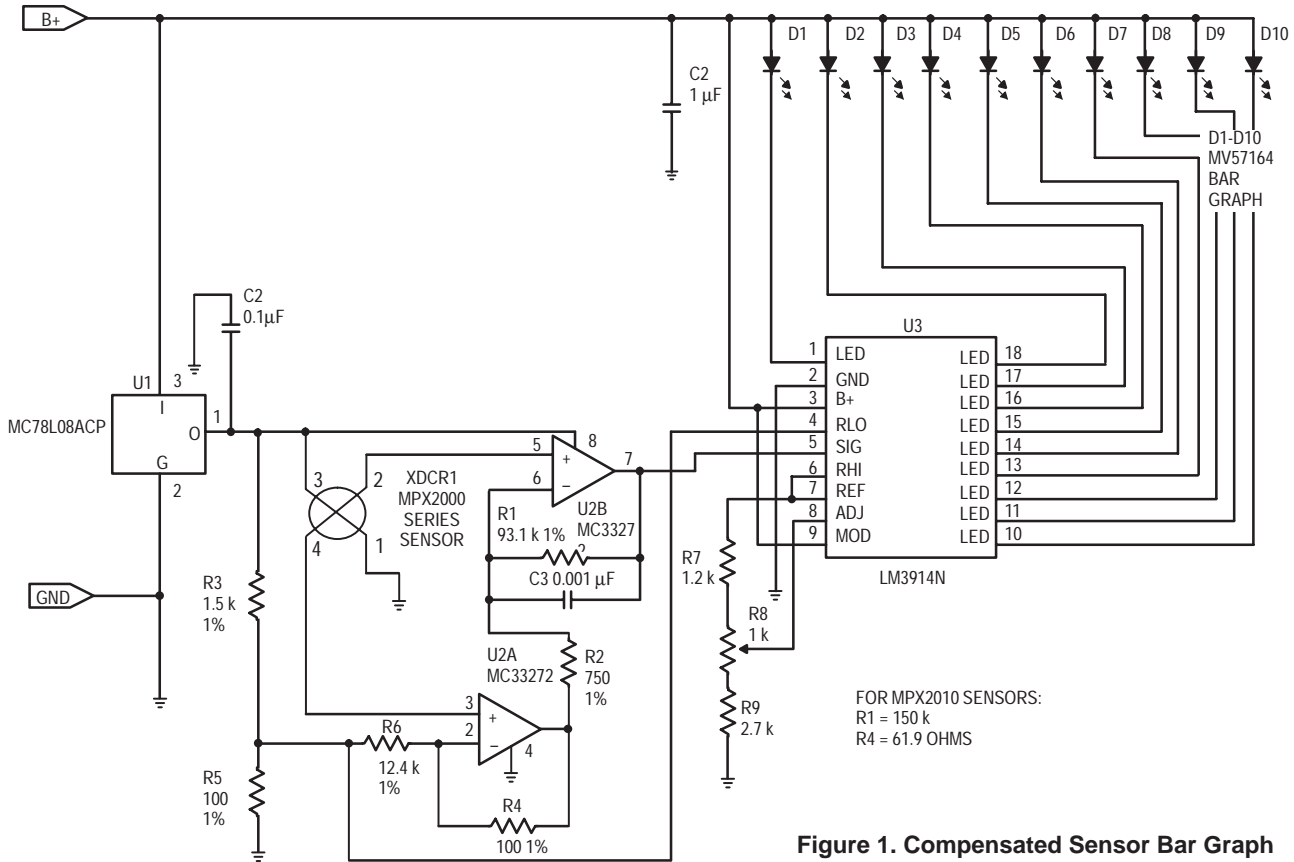 B+
D1
D2
D3
D4
D5
D6
D7
D8
D9
D10
C2
1 µF
D1-D10
MV57164
BAR
GRAPH
C2
0.1µF
U3
U1
3
I
MC78L08ACP
O
1
G
2
1
LED
LED
18
2
GND
LED
17
3
B+
LED
16
4
RLO
LED
15
5
SIG
LED
14
6
RHI
LED
13
7
REF
LED
12
8
ADJ
LED
11
9
MOD
LED
10
LM3914N
3
2
4
1
XDCR1
MPX2000
SERIES
SENSOR
5
+
6
−
8
7
U2B
MC3327
2
R1
93.1 k 1%
C3 0.001 µF
R7
1.2 k
R8
1 k
R9
2.7 k
GND
R3
1.5 k
1%
U2A
MC33272
R2
750
1%
3
+
2
−
4
R6
12.4 k
1%
R5
100
1%
R4
100 1%
FOR MPX2010 SENSORS:
R1 = 150 k
R4 = 61.9 OHMS
Figure 1. Compensated Sensor Bar Graph